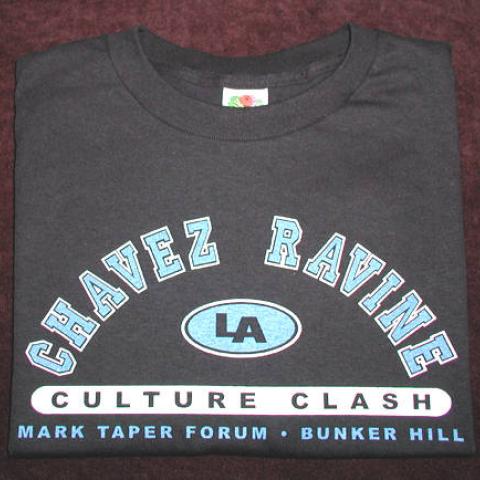 CHAVEZ RAVINE
LA
CULTURE CLASH
MARK TAPER FORUM • BUNKER HILL